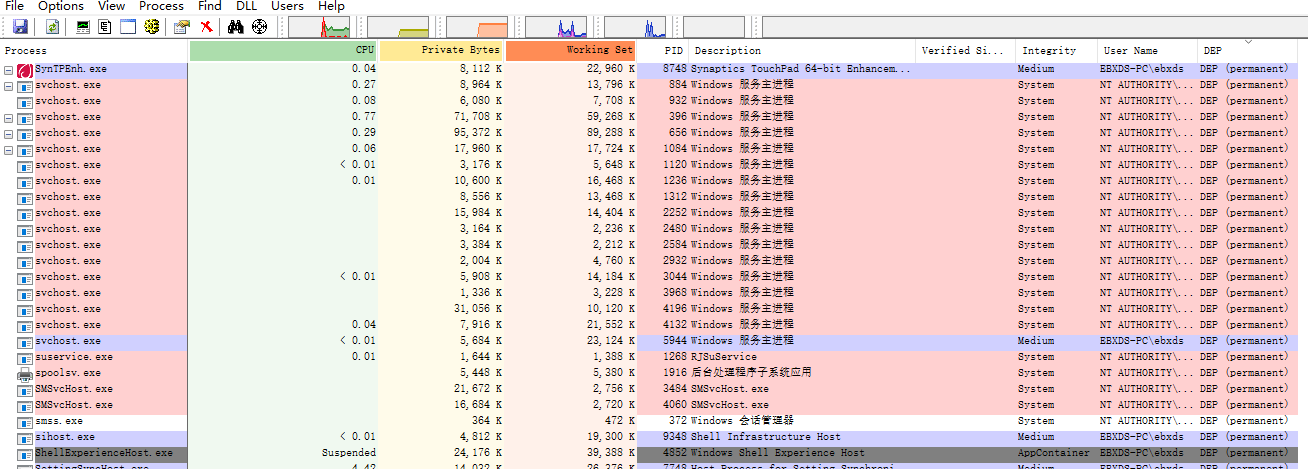 File Options View Process Find DLL Users Help
Process CPU Private Bytes Working Set PID Description Verified Si... Integrity User Name DEP
SynTPEnh.exe 0.04 8,112 K 22,960 K 8748 Synaptics TouchPad 64-bit Enhancem... Medium EBXDS-PC\ebxds DEP (permanent)
svchost.exe 0.27 8,964 K 13,796 K 884 Windows 服务主进程 System NT AUTHORITY\... DEP (permanent)
svchost.exe 0.08 6,080 K 7,708 K 932 Windows 服务主进程 System NT AUTHORITY\... DEP (permanent)
svchost.exe 0.77 71,708 K 59,268 K 396 Windows 服务主进程 System NT AUTHORITY\... DEP (permanent)
svchost.exe 0.29 95,372 K 89,288 K 656 Windows 服务主进程 System NT AUTHORITY\... DEP (permanent)
svchost.exe 0.06 17,960 K 17,724 K 1084 Windows 服务主进程 System NT AUTHORITY\... DEP (permanent)
svchost.exe < 0.01 3,176 K 5,648 K 1120 Windows 服务主进程 System NT AUTHORITY\... DEP (permanent)
svchost.exe 0.01 10,600 K 16,468 K 1236 Windows 服务主进程 System NT AUTHORITY\... DEP (permanent)
svchost.exe 8,556 K 13,468 K 1312 Windows 服务主进程 System NT AUTHORITY\... DEP (permanent)
svchost.exe 15,984 K 14,404 K 2252 Windows 服务主进程 System NT AUTHORITY\... DEP (permanent)
svchost.exe 3,164 K 2,236 K 2480 Windows 服务主进程 System NT AUTHORITY\... DEP (permanent)
svchost.exe 3,384 K 2,212 K 2584 Windows 服务主进程 System NT AUTHORITY\... DEP (permanent)
svchost.exe 2,004 K 4,760 K 2932 Windows 服务主进程 System NT AUTHORITY\... DEP (permanent)
svchost.exe < 0.01 5,908 K 14,184 K 3044 Windows 服务主进程 System NT AUTHORITY\... DEP (permanent)
svchost.exe 1,336 K 3,228 K 3968 Windows 服务主进程 System NT AUTHORITY\... DEP (permanent)
svchost.exe 31,056 K 10,120 K 4196 Windows 服务主进程 System NT AUTHORITY\... DEP (permanent)
svchost.exe 0.04 7,916 K 21,552 K 4132 Windows 服务主进程 System NT AUTHORITY\... DEP (permanent)
svchost.exe < 0.01 5,684 K 23,124 K 5944 Windows 服务主进程 Medium EBXDS-PC\ebxds DEP (permanent)
suservice.exe 0.01 1,644 K 1,388 K 1268 RJSuService System NT AUTHORITY\... DEP (permanent)
spoolsv.exe 5,448 K 5,380 K 1916 后台处理程序子系统应用 System NT AUTHORITY\... DEP (permanent)
SMSvcHost.exe 21,672 K 2,756 K 3484 SMSvcHost.exe System NT AUTHORITY\... DEP (permanent)
SMSvcHost.exe 16,684 K 2,720 K 4060 SMSvcHost.exe System NT AUTHORITY\... DEP (permanent)
smss.exe 364 K 472 K 372 Windows 会话管理器 System NT AUTHORITY\... DEP (permanent)
sihost.exe < 0.01 4,812 K 19,300 K 9348 Shell Infrastructure Host Medium EBXDS-PC\ebxds DEP (permanent)
ShellExperienceHost.exe Suspended 24,176 K 39,388 K 4852 Windows Shell Experience Host AppContainer EBXDS-PC\ebxds DEP (permanent)
SettingSyncHost.exe 4.42 14,032 K 26,376 K 7748 Host Process for Setting Synchroni... Medium EBXDS-PC\ebxds DEP (permanent)